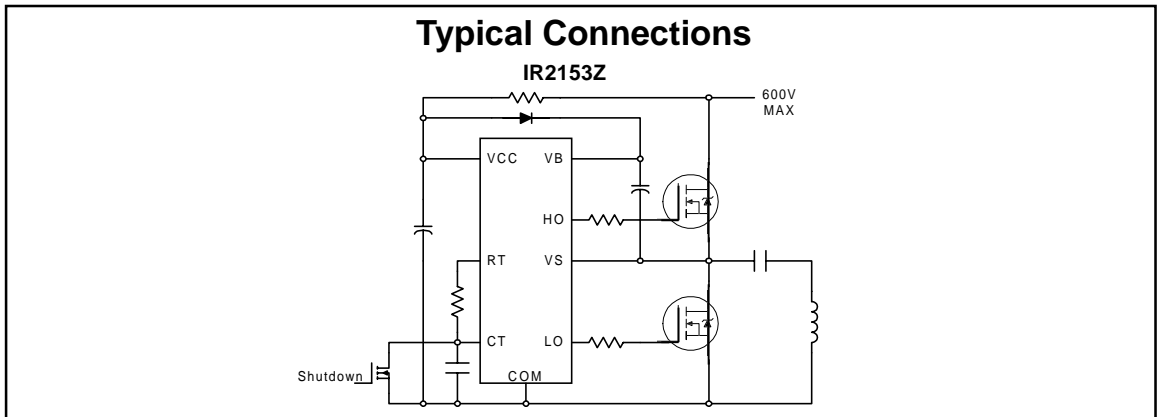 Typical Connections
IR2153Z
600V
MAX
VCC
VB
HO
RT
VS
CT
LO
COM
Shutdown